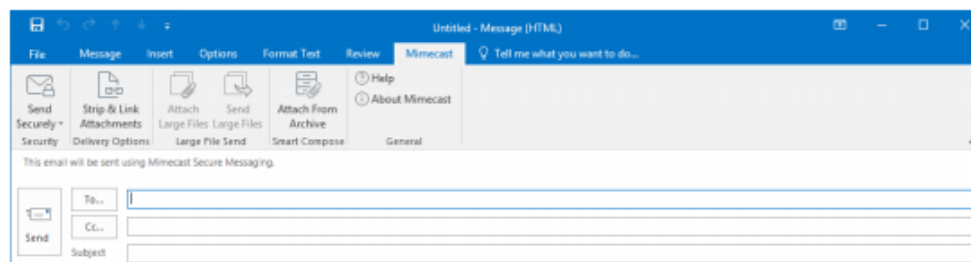 Untitled - Message (HTML)
File Message Insert Options Format Text Review Mimecast Tell me what you want to do...
Send Securely
Strip & Link Attachments
Attach Large Files
Send Large Files
Attach From Archive
Help
About Mimecast
Security Delivery Options Large File Send Smart Compose General
This email will be sent using Mimecast Secure Messaging.
Send
To...
Cc...
Subject